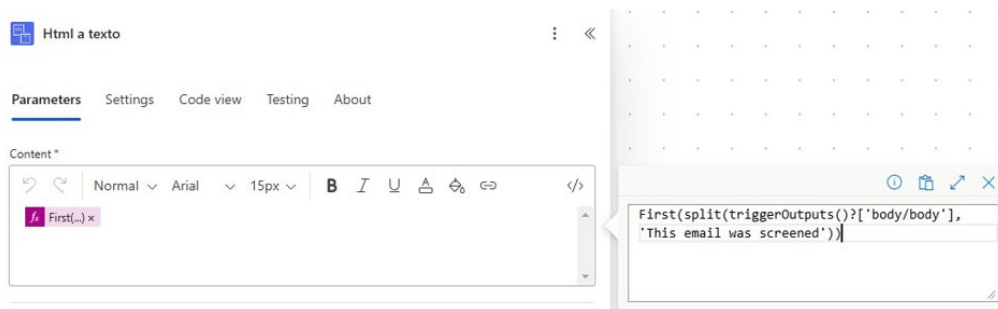 Html a texto
Parameters Settings Code view Testing About
Content *
Normal Arial 15px B I U A </>
fx First(...) ×
First(split(triggerOutputs()?['body/body'],
'This email was screened'))